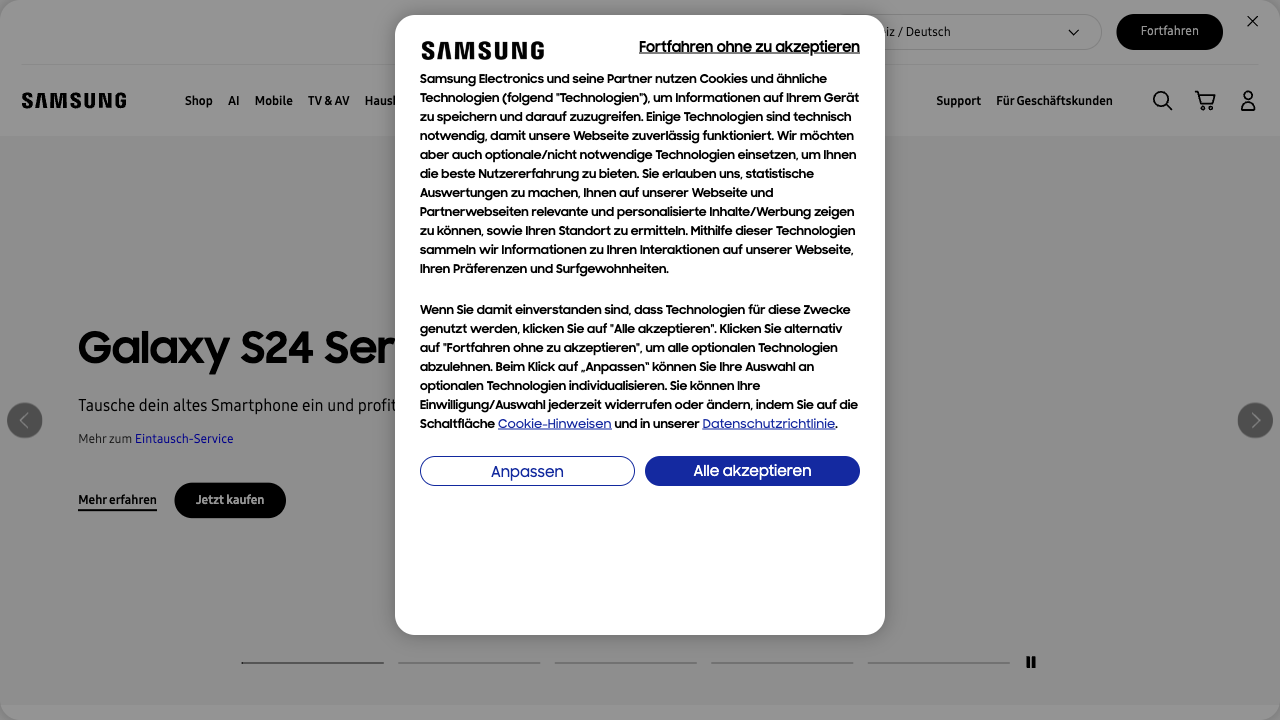 iz / Deutsch
Fortfahren
SAMSUNG
Shop AI Mobile TV & AV
Support Für Geschäftskunden
Galaxy S24
Tausche dein altes Smartphone ein und
Mehr zum Eintausch-Service
Mehr erfahren
Jetzt kaufen
SAMSUNG
Fortfahren ohne zu akzeptieren
Samsung Electronics und seine Partner nutzen Cookies und ähnliche
Technologien (folgend "Technologien"), um Informationen auf Ihrem Gerät
zu speichern und darauf zuzugreifen. Einige Technologien sind technisch
notwendig, damit unsere Webseite zuverlässig funktioniert. Wir möchten
aber auch optionale/nicht notwendige Technologien einsetzen, um Ihnen
die beste Nutzererfahrung zu bieten. Sie erlauben uns, statistische
Auswertungen zu machen, Ihnen auf unserer Webseite und
Partnerwebseiten relevante und personalisierte Inhalte/Werbung zeigen
zu können, sowie Ihren Standort zu ermitteln. Mithilfe dieser Technologien
sammeln wir Informationen zu Ihren Interaktionen auf unserer Webseite,
Ihren Präferenzen und Surfgewohnheiten.
Wenn Sie damit einverstanden sind, dass Technologien für diese Zwecke
genutzt werden, klicken Sie auf "Alle akzeptieren". Klicken Sie alternativ
auf "Fortfahren ohne zu akzeptieren", um alle optionalen Technologien
abzulehnen. Beim Klick auf „Anpassen“ können Sie Ihre Auswahl an
optionalen Technologien individualisieren. Sie können Ihre
Einwilligung/Auswahl jederzeit widerrufen oder ändern, indem Sie auf die
Schaltfläche Cookie-Hinweisen und in unserer Datenschutzrichtlinie.
Anpassen
Alle akzeptieren